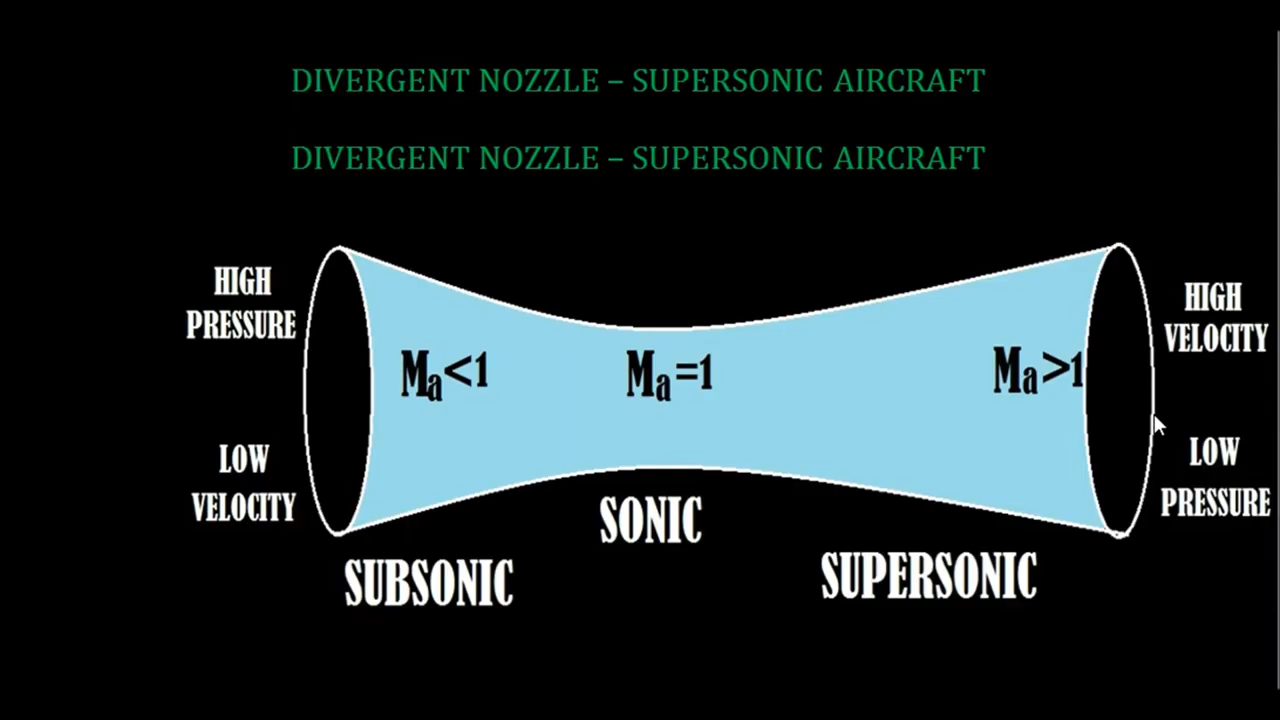 DIVERGENT NOZZLE – SUPERSONIC AIRCRAFT
DIVERGENT NOZZLE – SUPERSONIC AIRCRAFT
HIGH
PRESSURE
LOW
VELOCITY
Ma<1
Ma=1
Ma>1
HIGH
VELOCITY
LOW
PRESSURE
SONIC
SUBSONIC
SUPERSONIC